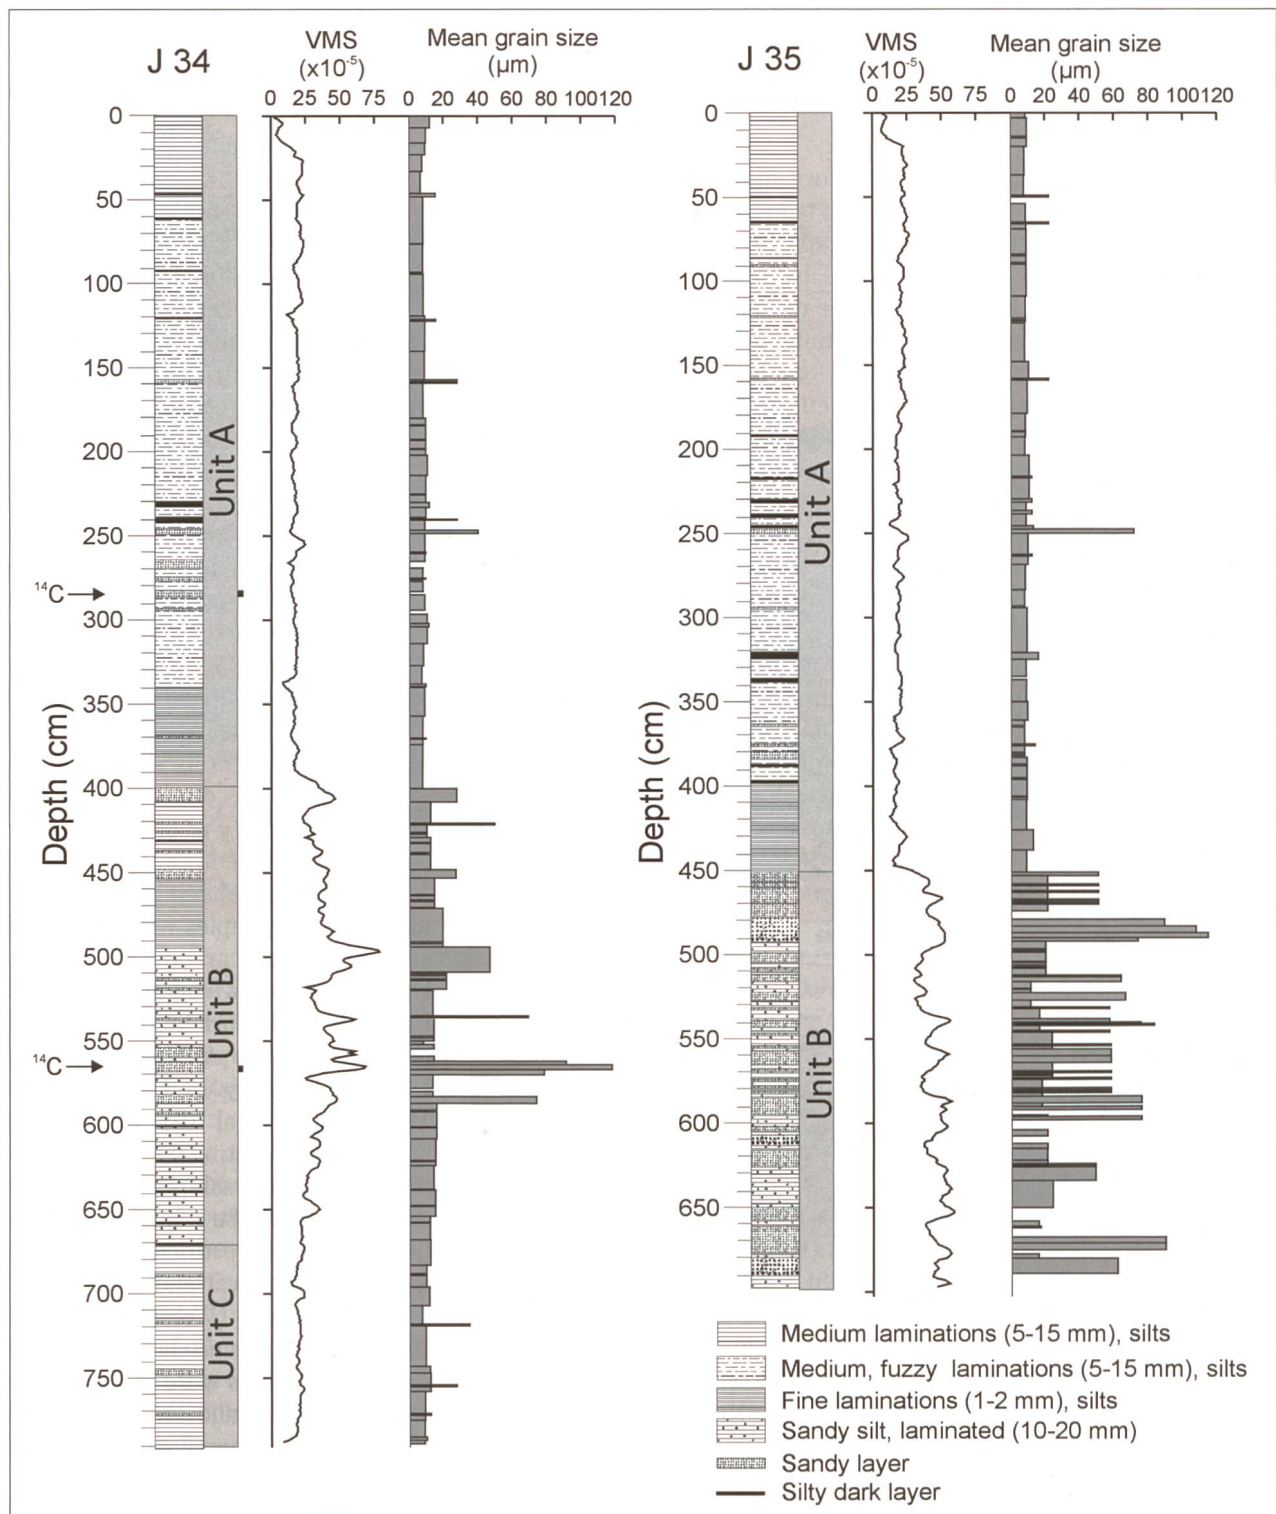 J 34
VMS
(x10⁻⁵)
0 25 50 75
Mean grain size
(µm)
0 20 40 60 80 100 120
J 35
VMS
(x10⁻⁵)
0 25 50 75
Mean grain size
(µm)
0 20 40 60 80 100 120
Depth (cm)
0
50
100
150
200
250
¹⁴C
300
350
400
450
500
550
¹⁴C
600
650
700
750
Unit A
Unit B
Unit C
Depth (cm)
0
50
100
150
200
250
300
350
400
450
500
550
600
650
Unit A
Unit B
Medium laminations (5-15 mm), silts
Medium, fuzzy laminations (5-15 mm), silts
Fine laminations (1-2 mm), silts
Sandy silt, laminated (10-20 mm)
Sandy layer
Silty dark layer